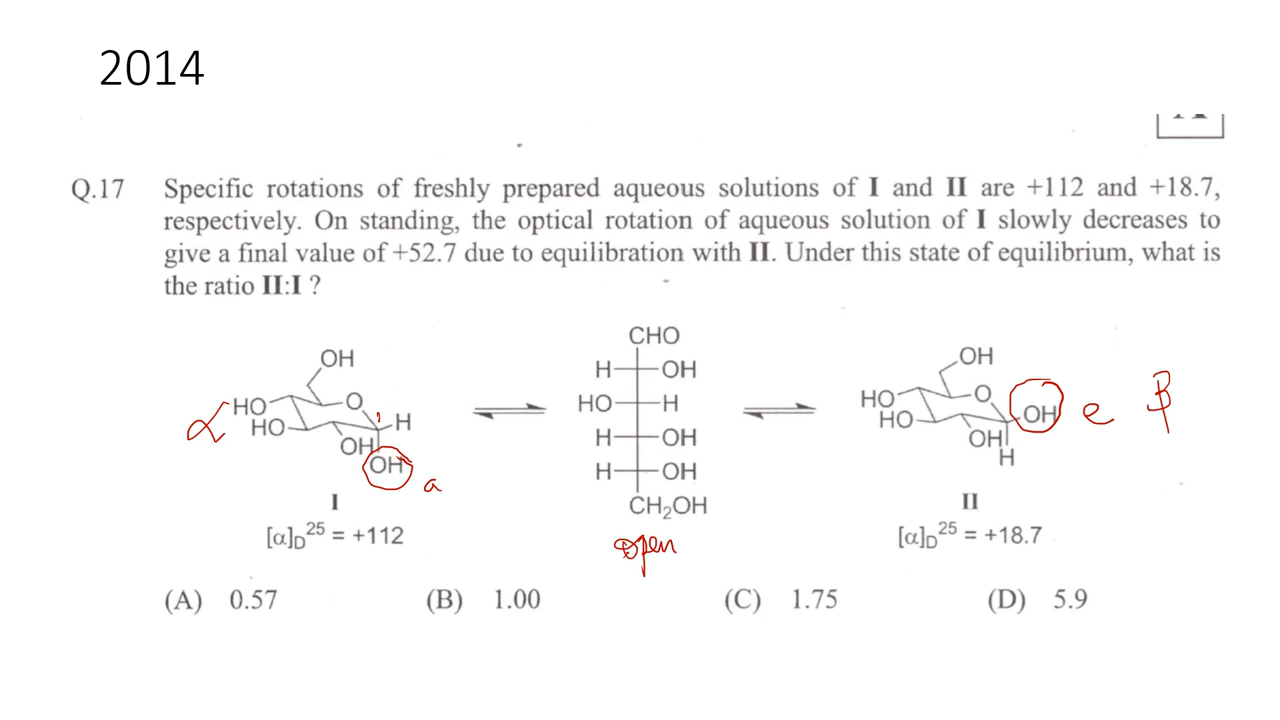 2014
Q.17 Specific rotations of freshly prepared aqueous solutions of I and II are +112 and +18.7,
respectively. On standing, the optical rotation of aqueous solution of I slowly decreases to
give a final value of +52.7 due to equilibration with II. Under this state of equilibrium, what is
the ratio II:I ?
OH
HO
HO
O
1
H
OH
OH
α
a
I
[α]D25 = +112
CHO
H OH
HO H
H OH
H OH
CH2OH
open
OH
HO
HO
O
OH
OH
H
e β
II
[α]D25 = +18.7
(A) 0.57 (B) 1.00 (C) 1.75 (D) 5.9